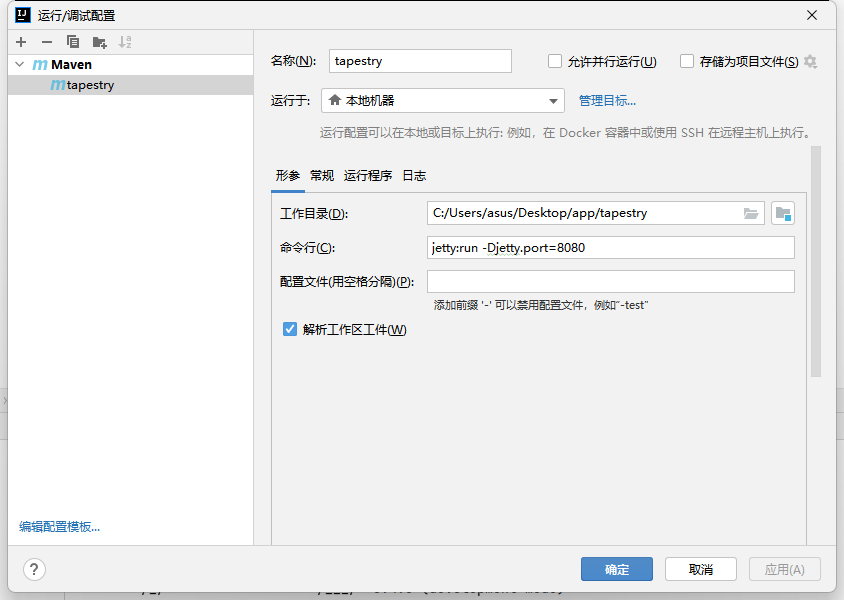 运行/调试配置
Maven
tapestry
编辑配置模板...
名称(N):
tapestry
允许并行运行(U)
存储为项目文件(S)
运行于:
本地机器
管理目标...
运行配置可以在本地或目标上执行: 例如，在 Docker 容器中或使用 SSH 在远程主机上执行。
形参 常规 运行程序 日志
工作目录(D):
C:/Users/asus/Desktop/app/tapestry
命令行(C):
jetty:run -Djetty.port=8080
配置文件(用空格分隔)(P):
添加前缀 '-' 可以禁用配置文件，例如"-test"
解析工作区工件(W)
?
确定
取消
应用(A)